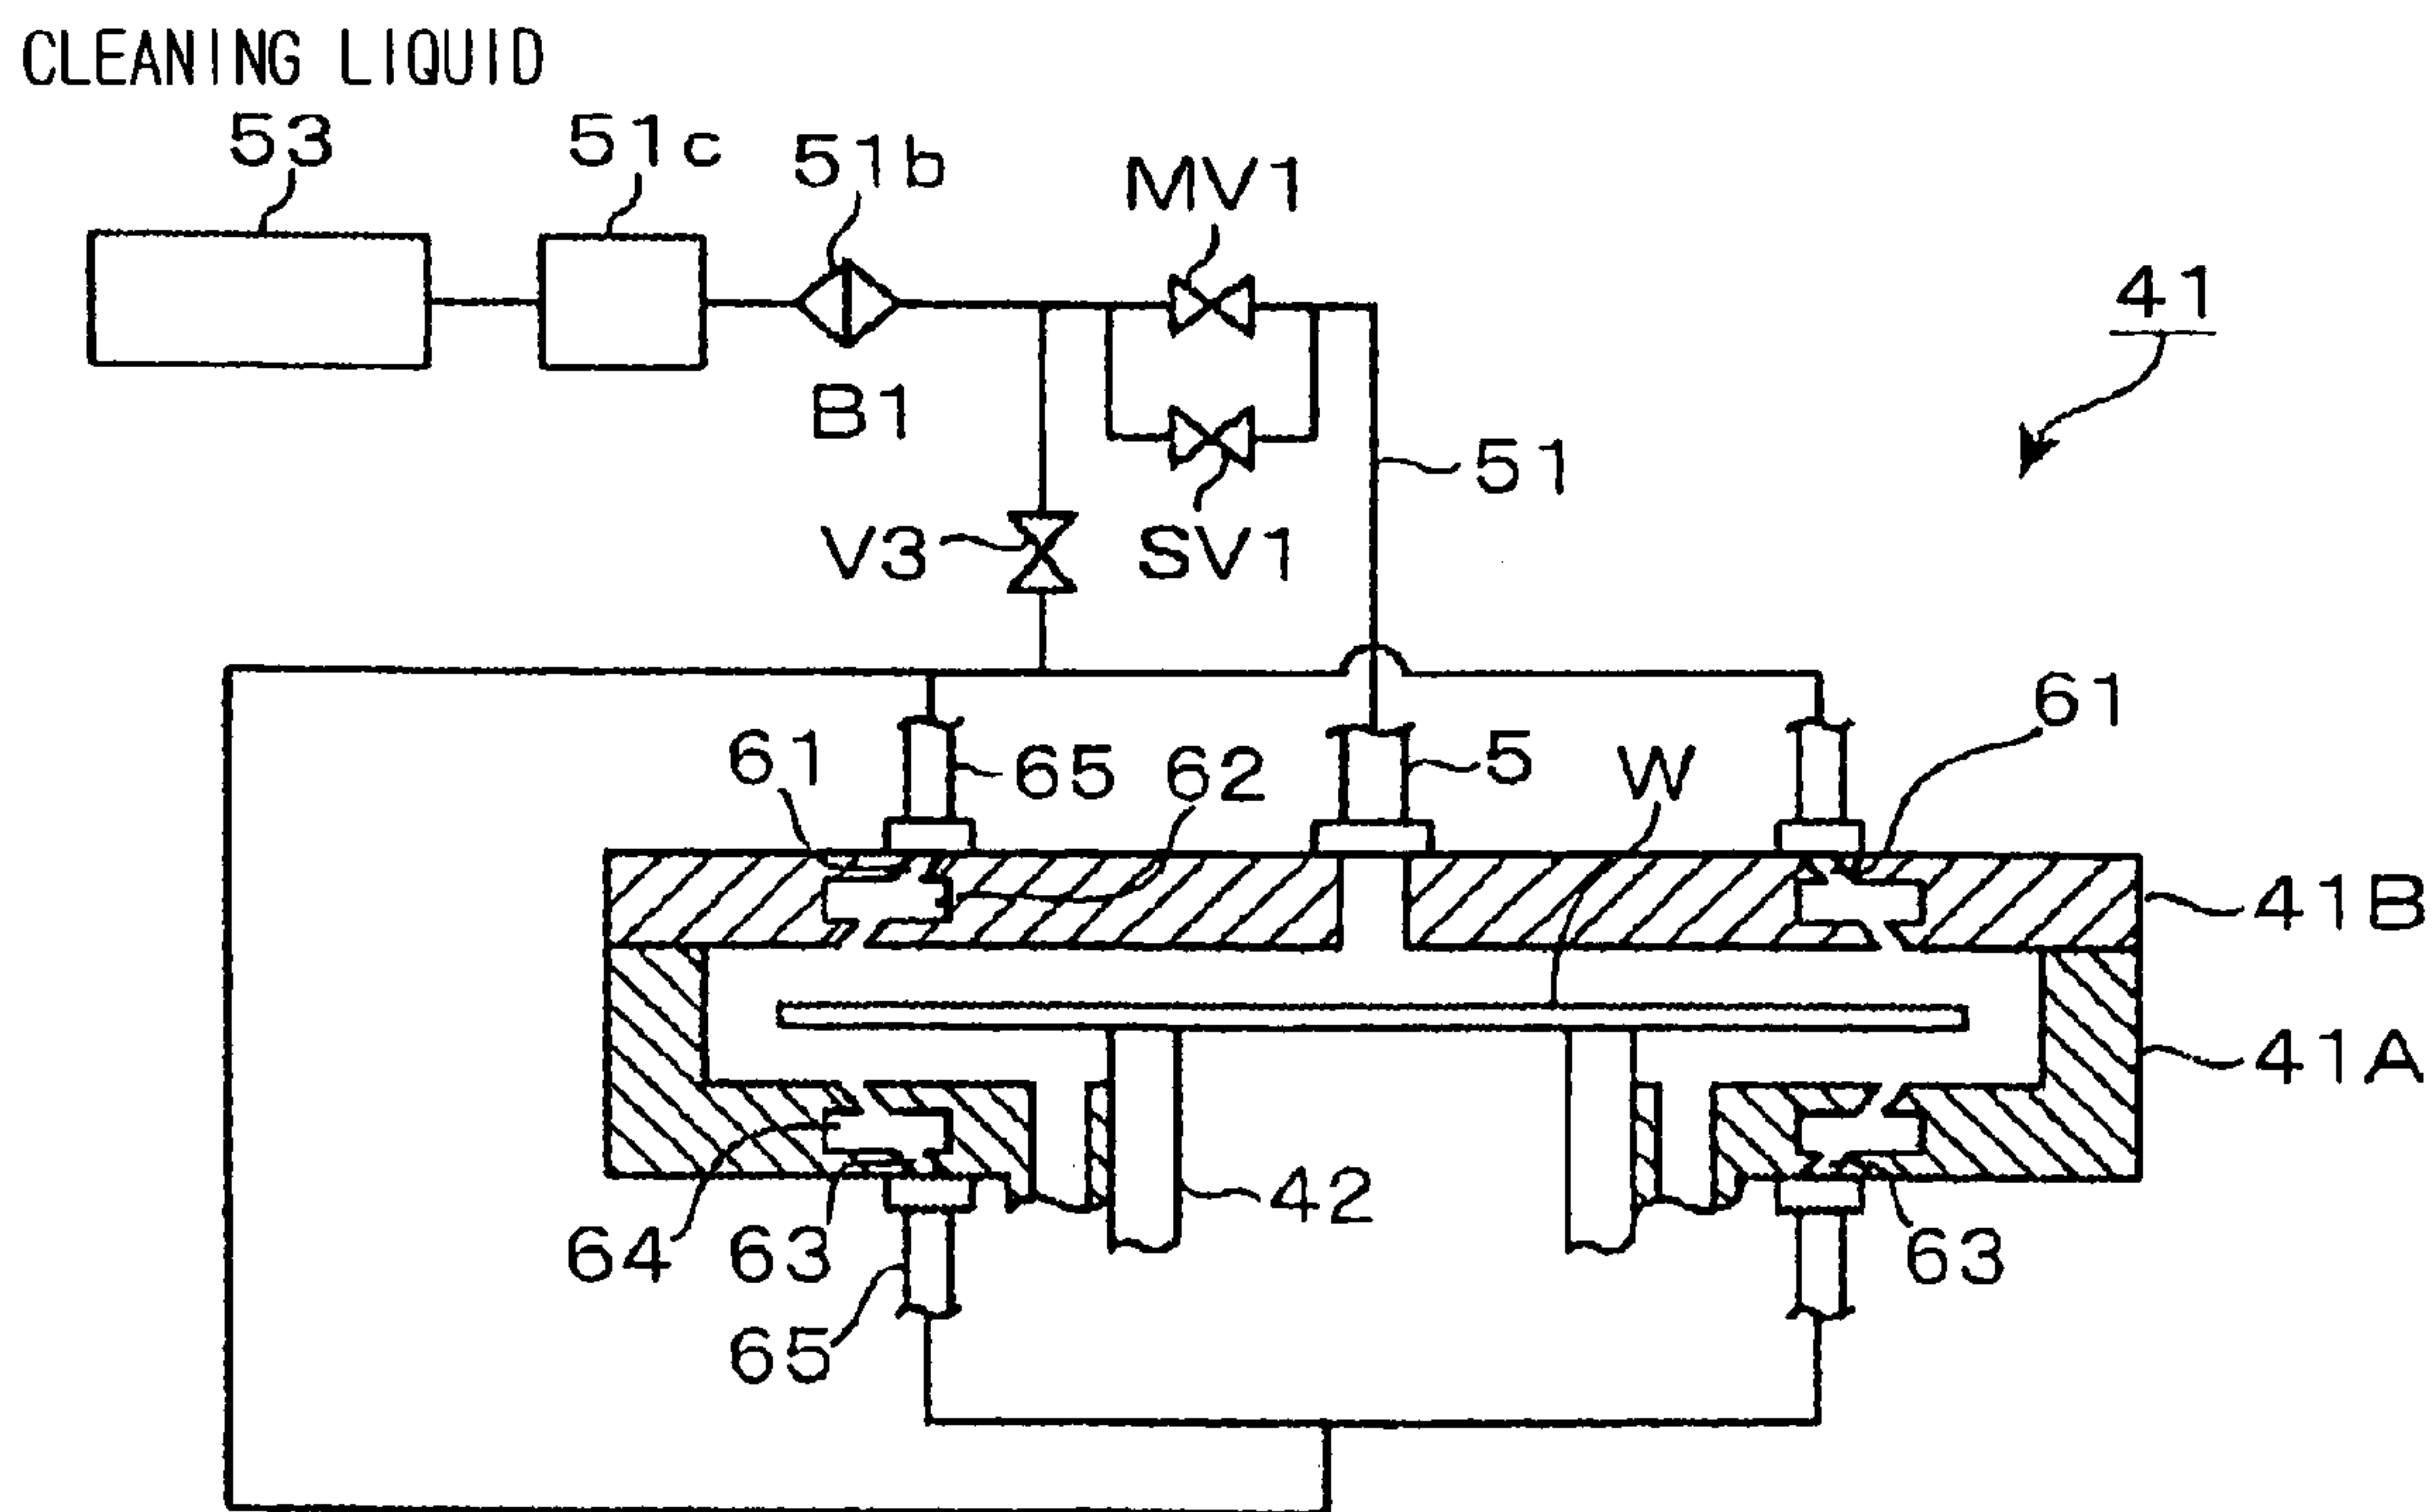 CLEANING LIQUID
53
51c
51b
MV1
41
B1
51
V3
SV1
61
61
65
62
5
W
41B
41A
42
64
63
63
65